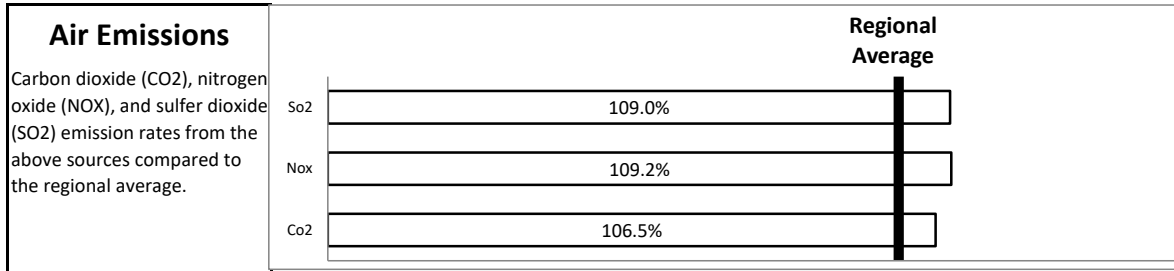 Air Emissions
Carbon dioxide (CO2), nitrogen
oxide (NOX), and sulfer dioxide
(SO2) emission rates from the
above sources compared to
the regional average.
Regional
Average
So2
109.0%
Nox
109.2%
Co2
106.5%